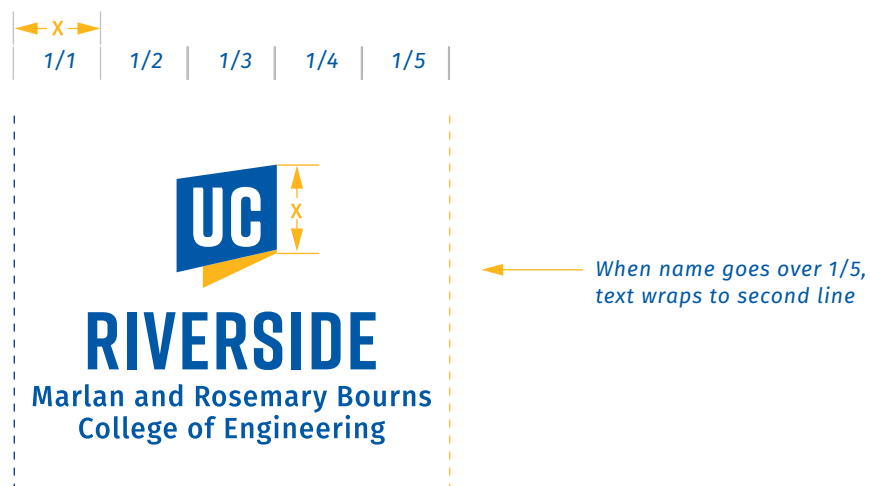 X
1/1 1/2 1/3 1/4 1/5
UC
X
When name goes over 1/5,
text wraps to second line
RIVERSIDE
Marlan and Rosemary Bourns
College of Engineering